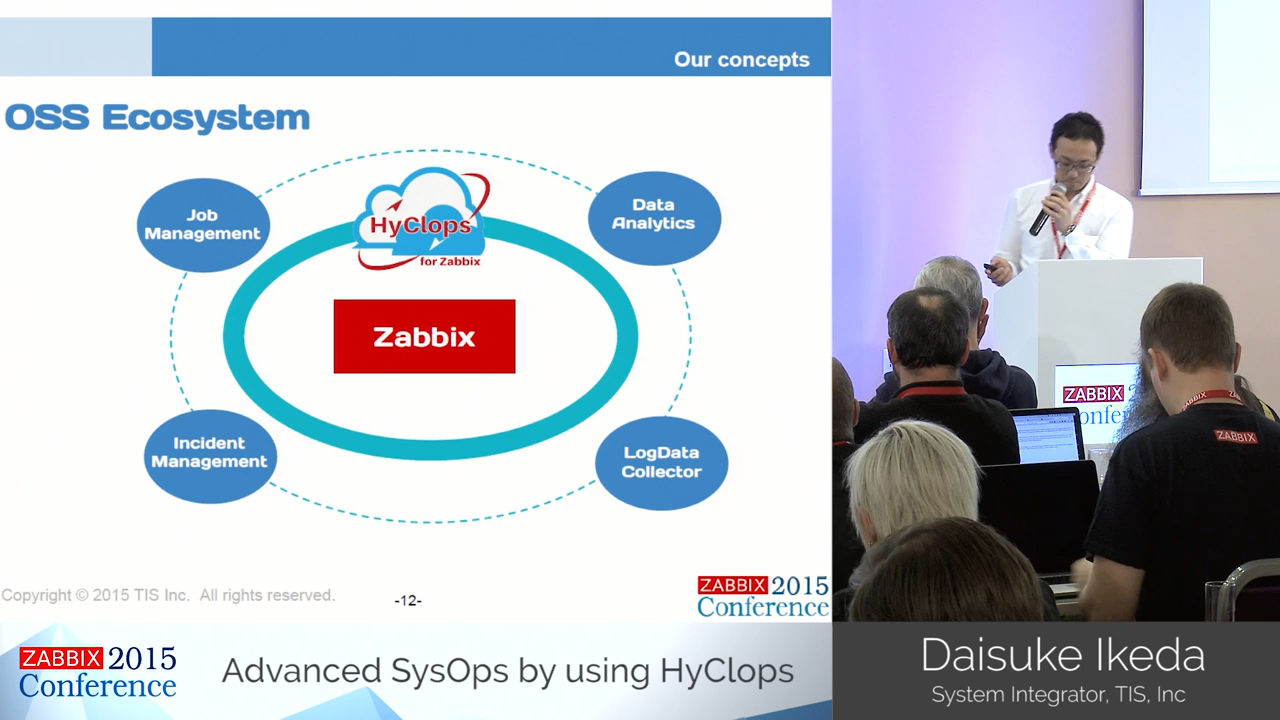 Our concepts
OSS Ecosystem
Job
Management
HyClops
for Zabbix
Data
Analytics
Zabbix
Incident
Management
LogData
Collector
Copyright © 2015 TIS Inc. All rights reserved.
-12-
ZABBIX 2015
Conference
ZABBIX 2015
Conference
Advanced SysOps by using HyClops
ZABBIX
ZABBIX
Daisuke Ikeda
System Integrator, TIS, Inc